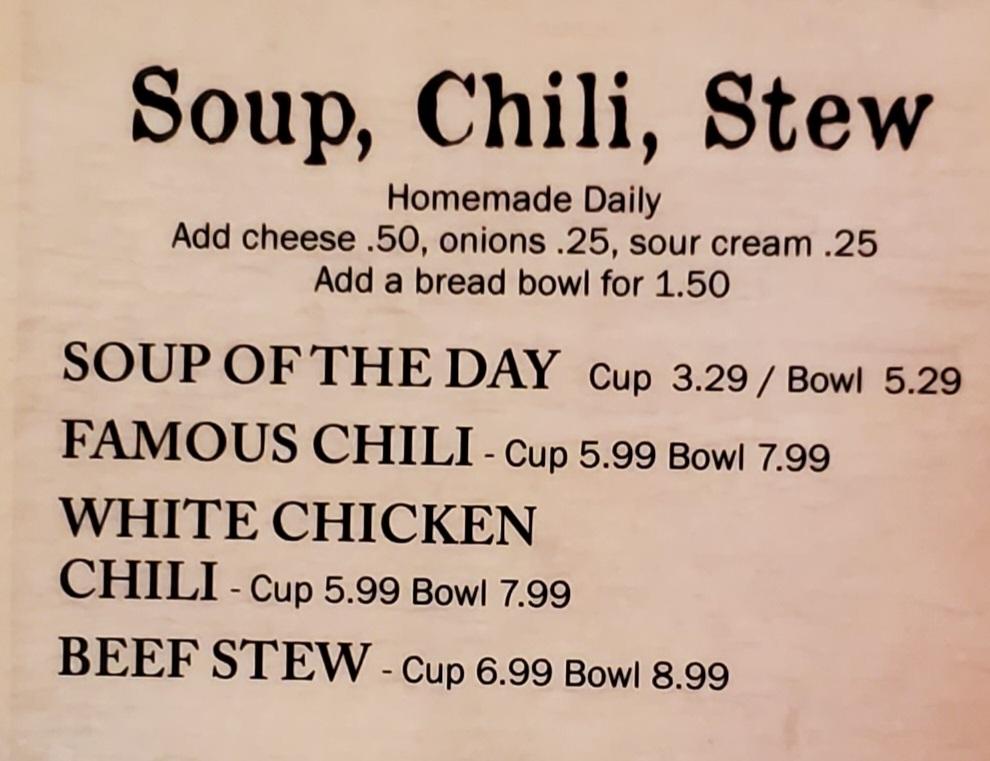 Soup, Chili, Stew
Homemade Daily
Add cheese .50, onions .25, sour cream .25
Add a bread bowl for 1.50
SOUP OF THE DAY Cup 3.29 / Bowl 5.29
FAMOUS CHILI - Cup 5.99 Bowl 7.99
WHITE CHICKEN
CHILI - Cup 5.99 Bowl 7.99
BEEF STEW - Cup 6.99 Bowl 8.99